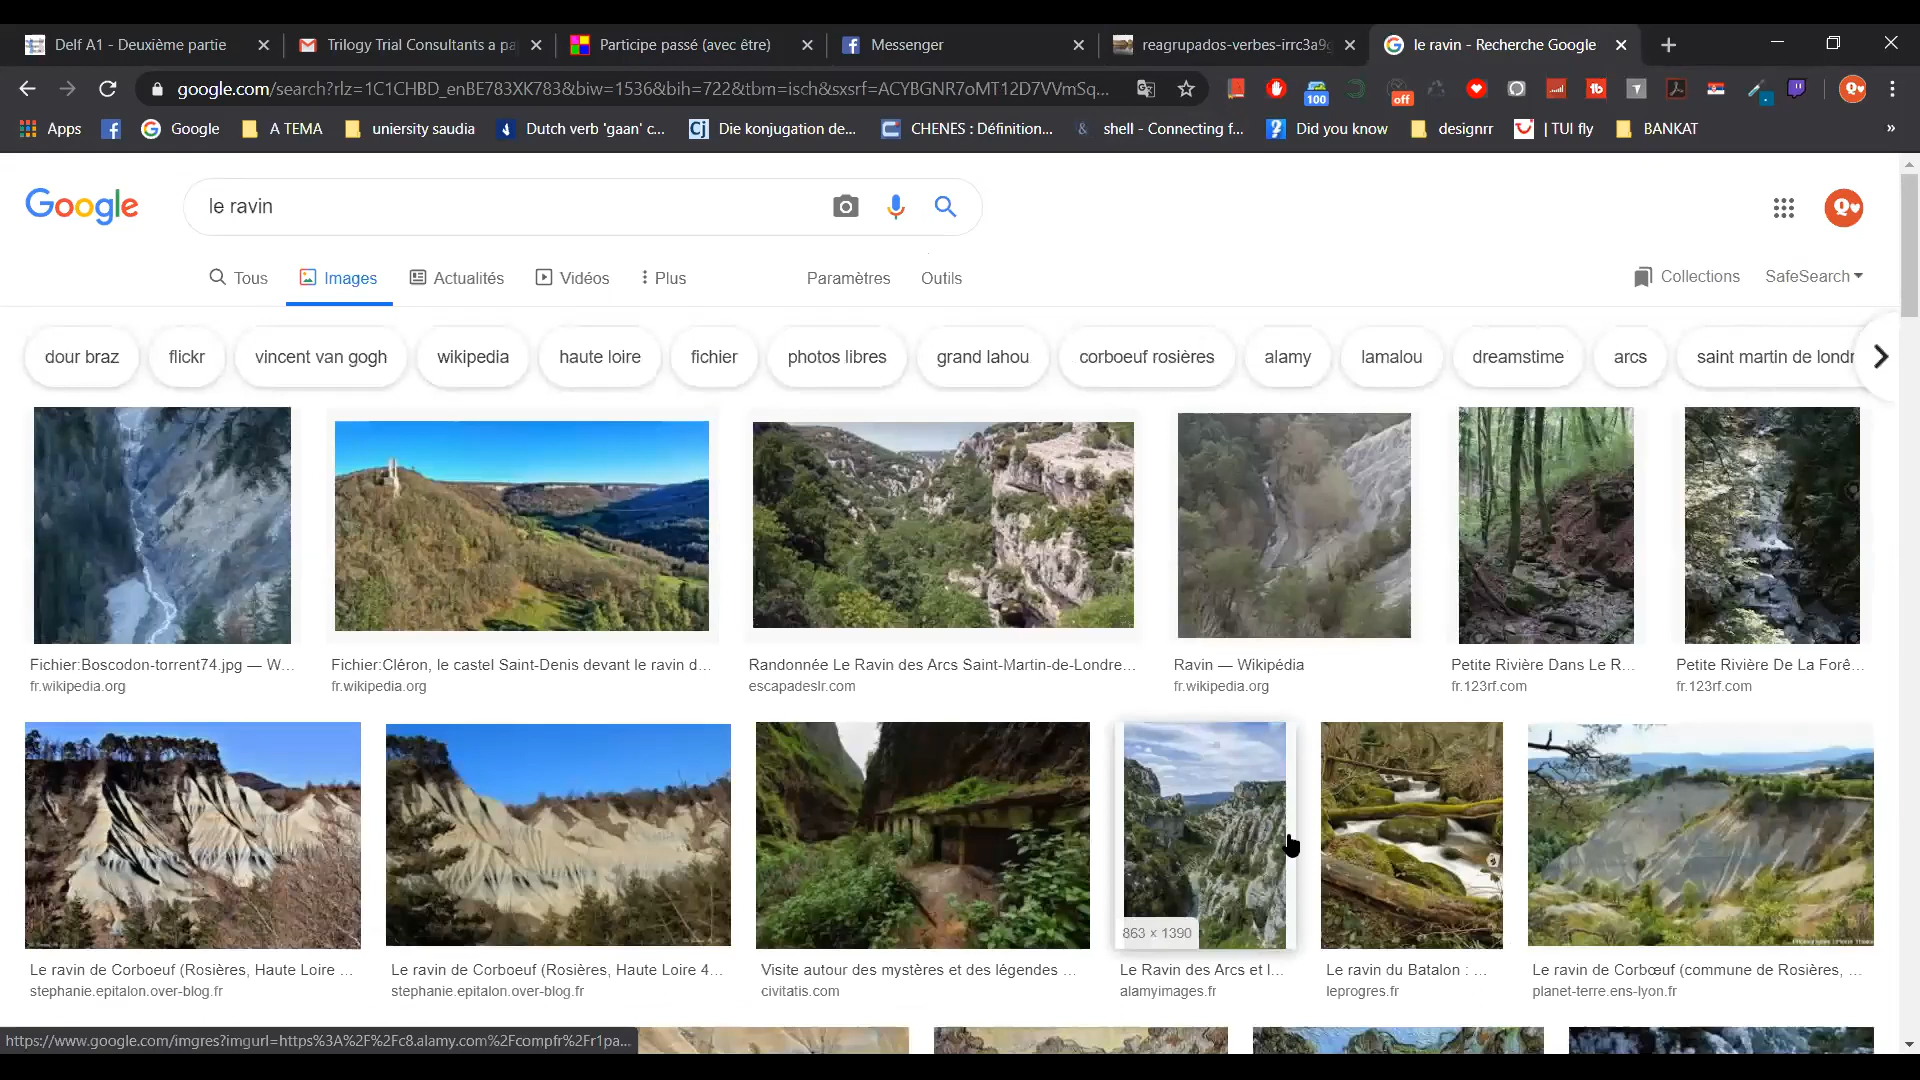 Delf A1 - Deuxième partie
Trilogy Trial Consultants a pa
Participe passé (avec être)
Messenger
reagrupados-verbes-irrc3a9g
le ravin - Recherche Google
google.com/search?rlz=1C1CHBD_enBE783XK783&biw=1536&bih=722&tbm=isch&sxsrf=ACYBGNR7oMT12D7VVmSq...
100
off
Apps
Google
A TEMA
uniersity saudia
Dutch verb 'gaan' c...
Cj
Die konjugation de...
CHENES : Définition...
shell - Connecting f...
Did you know
designrr
| TUI fly
BANKAT
»
Google
le ravin
Tous
Images
Actualités
Vidéos
Plus
Paramètres
Outils
Collections
SafeSearch
dour braz
flickr
vincent van gogh
wikipedia
haute loire
fichier
photos libres
grand lahou
corboeuf rosières
alamy
lamalou
dreamstime
arcs
saint martin de londr
Fichier:Boscodon-torrent74.jpg — W...
fr.wikipedia.org
Fichier:Cléron, le castel Saint-Denis devant le ravin d...
fr.wikipedia.org
Randonnée Le Ravin des Arcs Saint-Martin-de-Londre...
escapadeslr.com
Ravin — Wikipédia
fr.wikipedia.org
Petite Rivière Dans Le R...
fr.123rf.com
Petite Rivière De La Forê...
fr.123rf.com
863 × 1390
Le ravin de Corboeuf (Rosières, Haute Loire ...
stephanie.epitalon.over-blog.fr
Le ravin de Corboeuf (Rosières, Haute Loire 4...
stephanie.epitalon.over-blog.fr
Visite autour des mystères et des légendes ...
civitatis.com
Le Ravin des Arcs et l...
alamyimages.fr
Le ravin du Batalon : ...
leprogres.fr
Le ravin de Corbœuf (commune de Rosières, ...
planet-terre.ens-lyon.fr
https://www.google.com/imgres?imgurl=https%3A%2F%2Fc8.alamy.com%2Fcompfr%2Fr1pa...